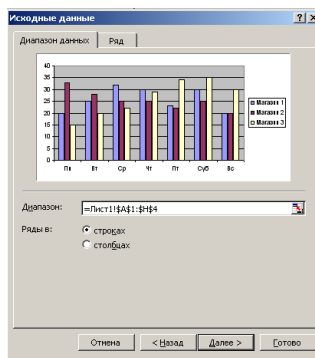 Исходные данные
Диапазон данных Ряд
40
35
30
25
20
15
10
5
0
Пн Вт Ср Чт Пт Суб Вс
Магазин 1
Магазин 2
Магазин 3
Диапазон: =Лист1!$A$1:$H$4
Ряды в: строках
столбцах
Отмена < Назад Далее > Готово